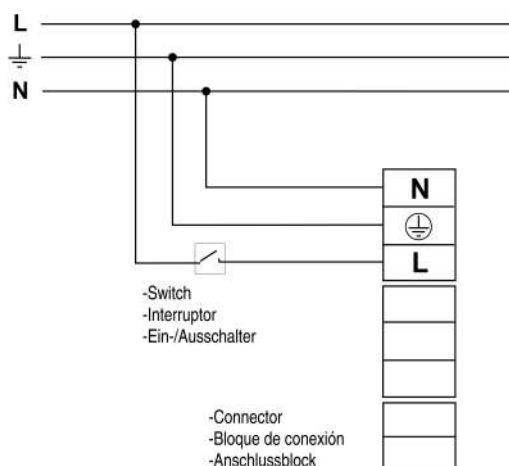 L
N
N
L
-Switch
-Interruptor
-Ein-/Ausschalter
-Connector
-Bloque de conexión
-Anschlussblock